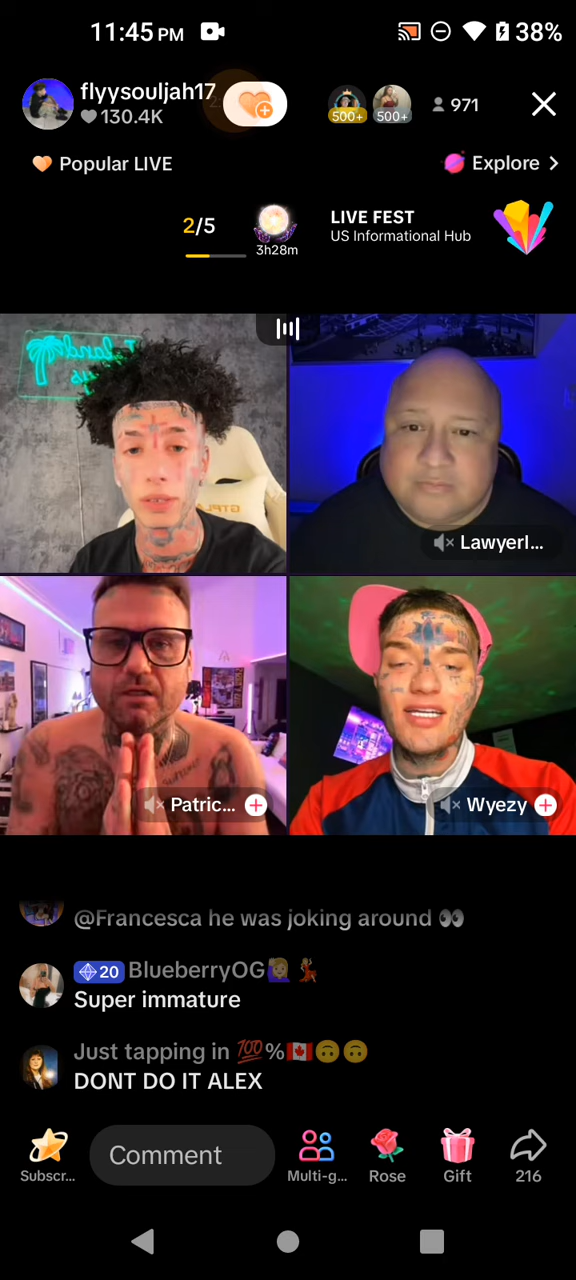 11:45 PM
38%
flyysouljah17
130.4K
500+
500+
971
Popular LIVE
Explore
2/5
3h28m
LIVE FEST
US Informational Hub
LawyerI...
Patric...
Wyezy
@Francesca he was joking around 👀
20 BlueberryOG🙋🏼‍♀️💃
Super immature
Just tapping in 💯%🇨🇦🙃🙃
DONT DO IT ALEX
Subscr...
Comment
Multi-g...
Rose
Gift
216